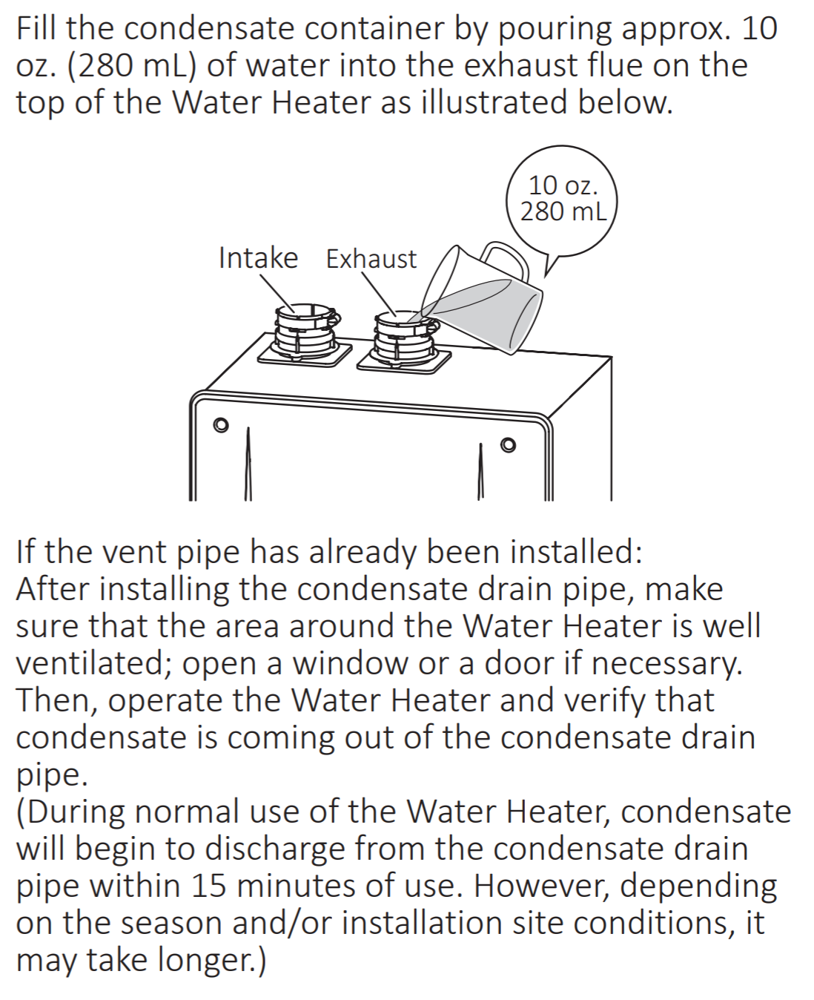 Fill the condensate container by pouring approx. 10
oz. (280 mL) of water into the exhaust flue on the
top of the Water Heater as illustrated below.
10 oz.
280 mL
Intake Exhaust
If the vent pipe has already been installed:
After installing the condensate drain pipe, make
sure that the area around the Water Heater is well
ventilated; open a window or a door if necessary.
Then, operate the Water Heater and verify that
condensate is coming out of the condensate drain
pipe.
(During normal use of the Water Heater, condensate
will begin to discharge from the condensate drain
pipe within 15 minutes of use. However, depending
on the season and/or installation site conditions, it
may take longer.)